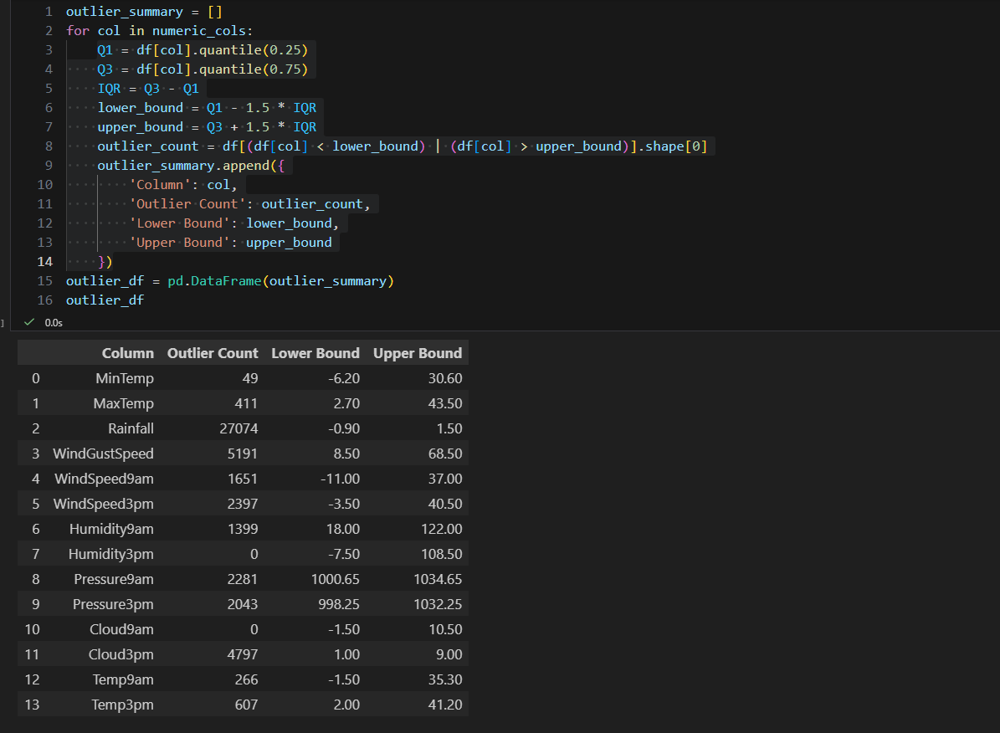 1 outlier_summary = []
2 for col in numeric_cols:
3     Q1 = df[col].quantile(0.25)
4     Q3 = df[col].quantile(0.75)
5     IQR = Q3 - Q1
6     lower_bound = Q1 - 1.5 * IQR
7     upper_bound = Q3 + 1.5 * IQR
8     outlier_count = df[(df[col] < lower_bound) | (df[col] > upper_bound)].shape[0]
9     outlier_summary.append({
10         'Column': col,
11         'Outlier Count': outlier_count,
12         'Lower Bound': lower_bound,
13         'Upper Bound': upper_bound
14     })
15 outlier_df = pd.DataFrame(outlier_summary)
16 outlier_df
] ✓ 0.0s
Column Outlier Count Lower Bound Upper Bound
0 MinTemp 49 -6.20 30.60
1 MaxTemp 411 2.70 43.50
2 Rainfall 27074 -0.90 1.50
3 WindGustSpeed 5191 8.50 68.50
4 WindSpeed9am 1651 -11.00 37.00
5 WindSpeed3pm 2397 -3.50 40.50
6 Humidity9am 1399 18.00 122.00
7 Humidity3pm 0 -7.50 108.50
8 Pressure9am 2281 1000.65 1034.65
9 Pressure3pm 2043 998.25 1032.25
10 Cloud9am 0 -1.50 10.50
11 Cloud3pm 4797 1.00 9.00
12 Temp9am 266 -1.50 35.30
13 Temp3pm 607 2.00 41.20